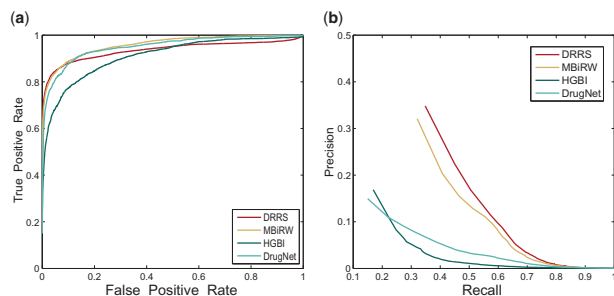 (a)
1
0.8
0.6
0.4
0.2
0
0 0.2 0.4 0.6 0.8 1
True Positive Rate
False Positive Rate
DRRS
MBiRW
HGBI
DrugNet
(b)
0.5
0.4
0.3
0.2
0.1
0
0.1 0.2 0.3 0.4 0.5 0.6 0.7 0.8 0.9 1
Precision
Recall
DRRS
MBiRW
HGBI
DrugNet